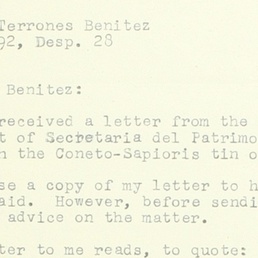 Terrones Benitez
92, Desp. 28
Benitez:
received a letter from the
t of Secretaria del Patrimo
n the Coneto-Sapioris tin o
se a copy of my letter to h
aid. However, before sendi
advice on the matter.
ter to me reads, to quote: